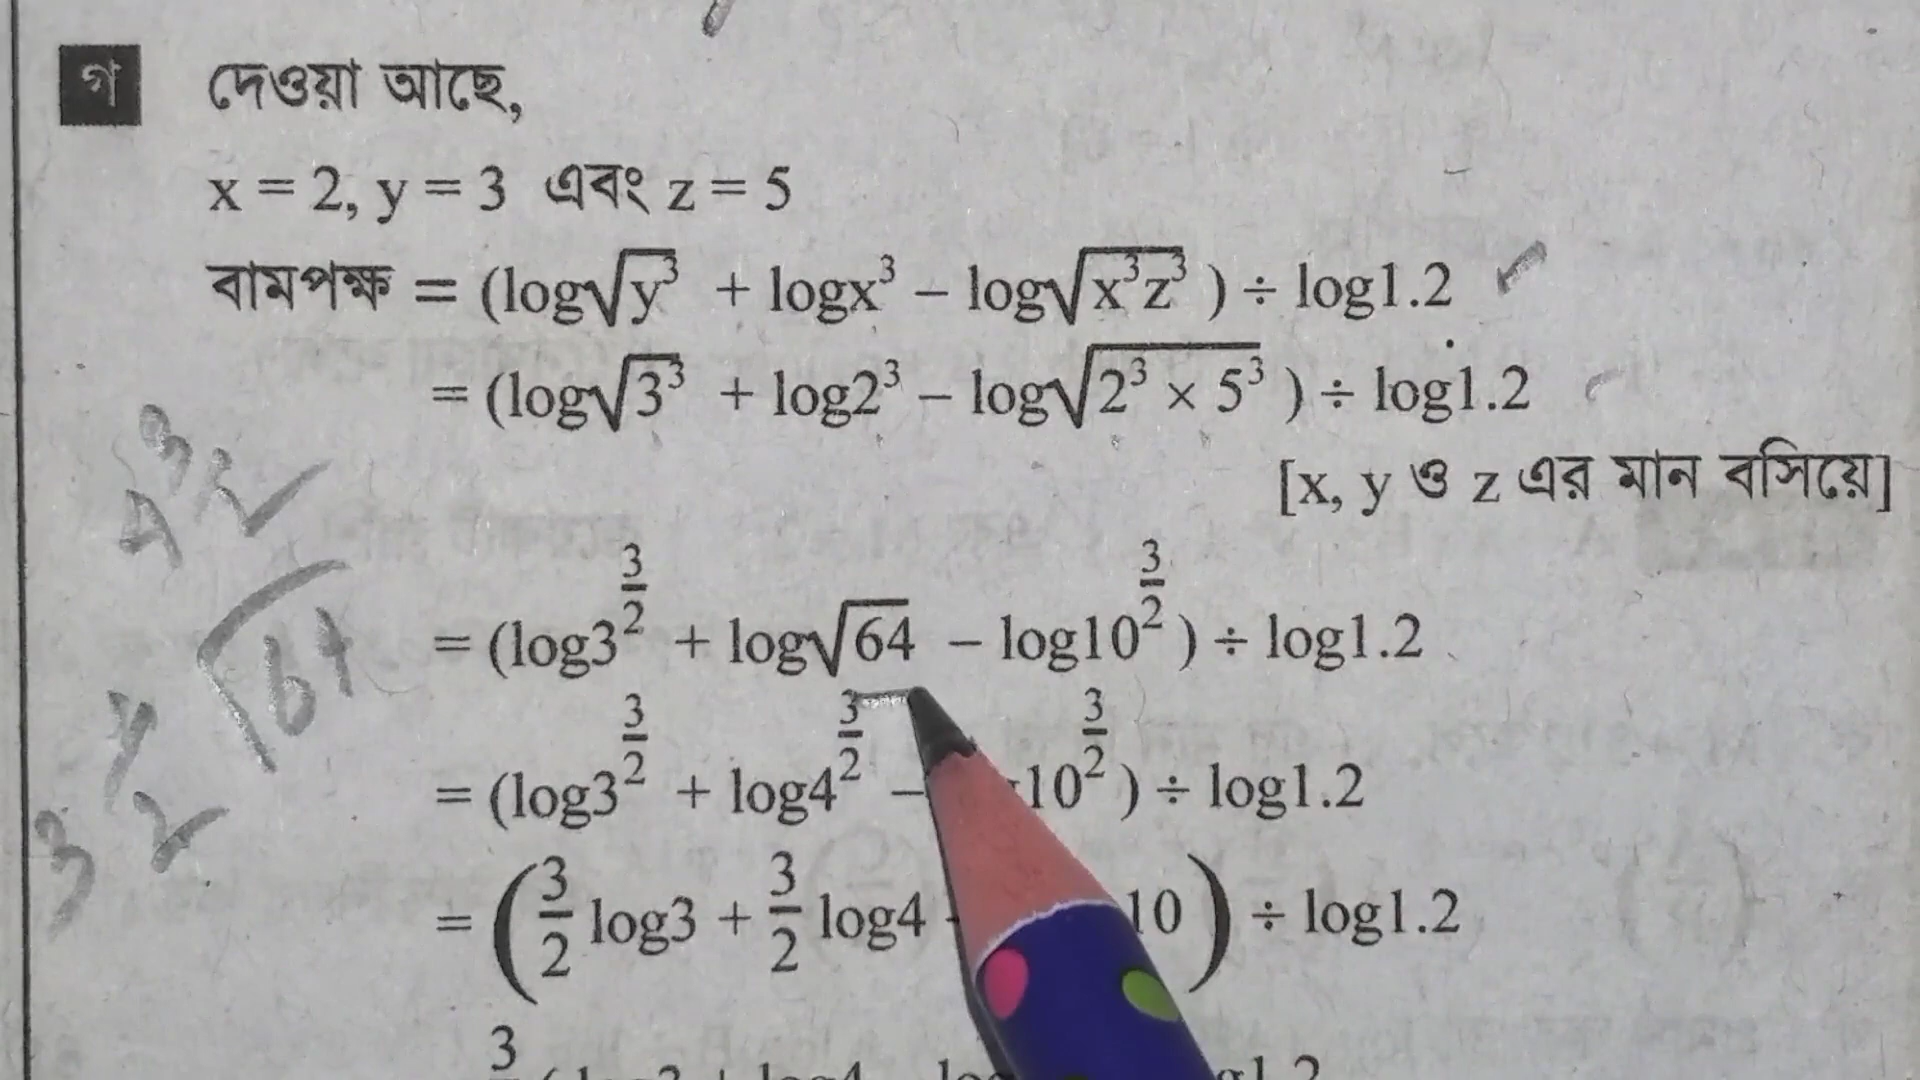 গ দেওয়া আছে,
x = 2, y = 3 এবং z = 5
বামপক্ষ = (log√y³ + logx³ – log√x³z³ ) ÷ log1.2
= (log√3³ + log2³ – log√2³ × 5³ ) ÷ log1.2
[x, y ও z এর মান বসিয়ে]
= (log3^(3/2) + log√64 – log10^(3/2) ) ÷ log1.2
= (log3^(3/2) + log4^(3/2) – 10^(3/2) ) ÷ log1.2
= (3/2 log3 + 3/2 log4 10) ÷ log1.2
√64